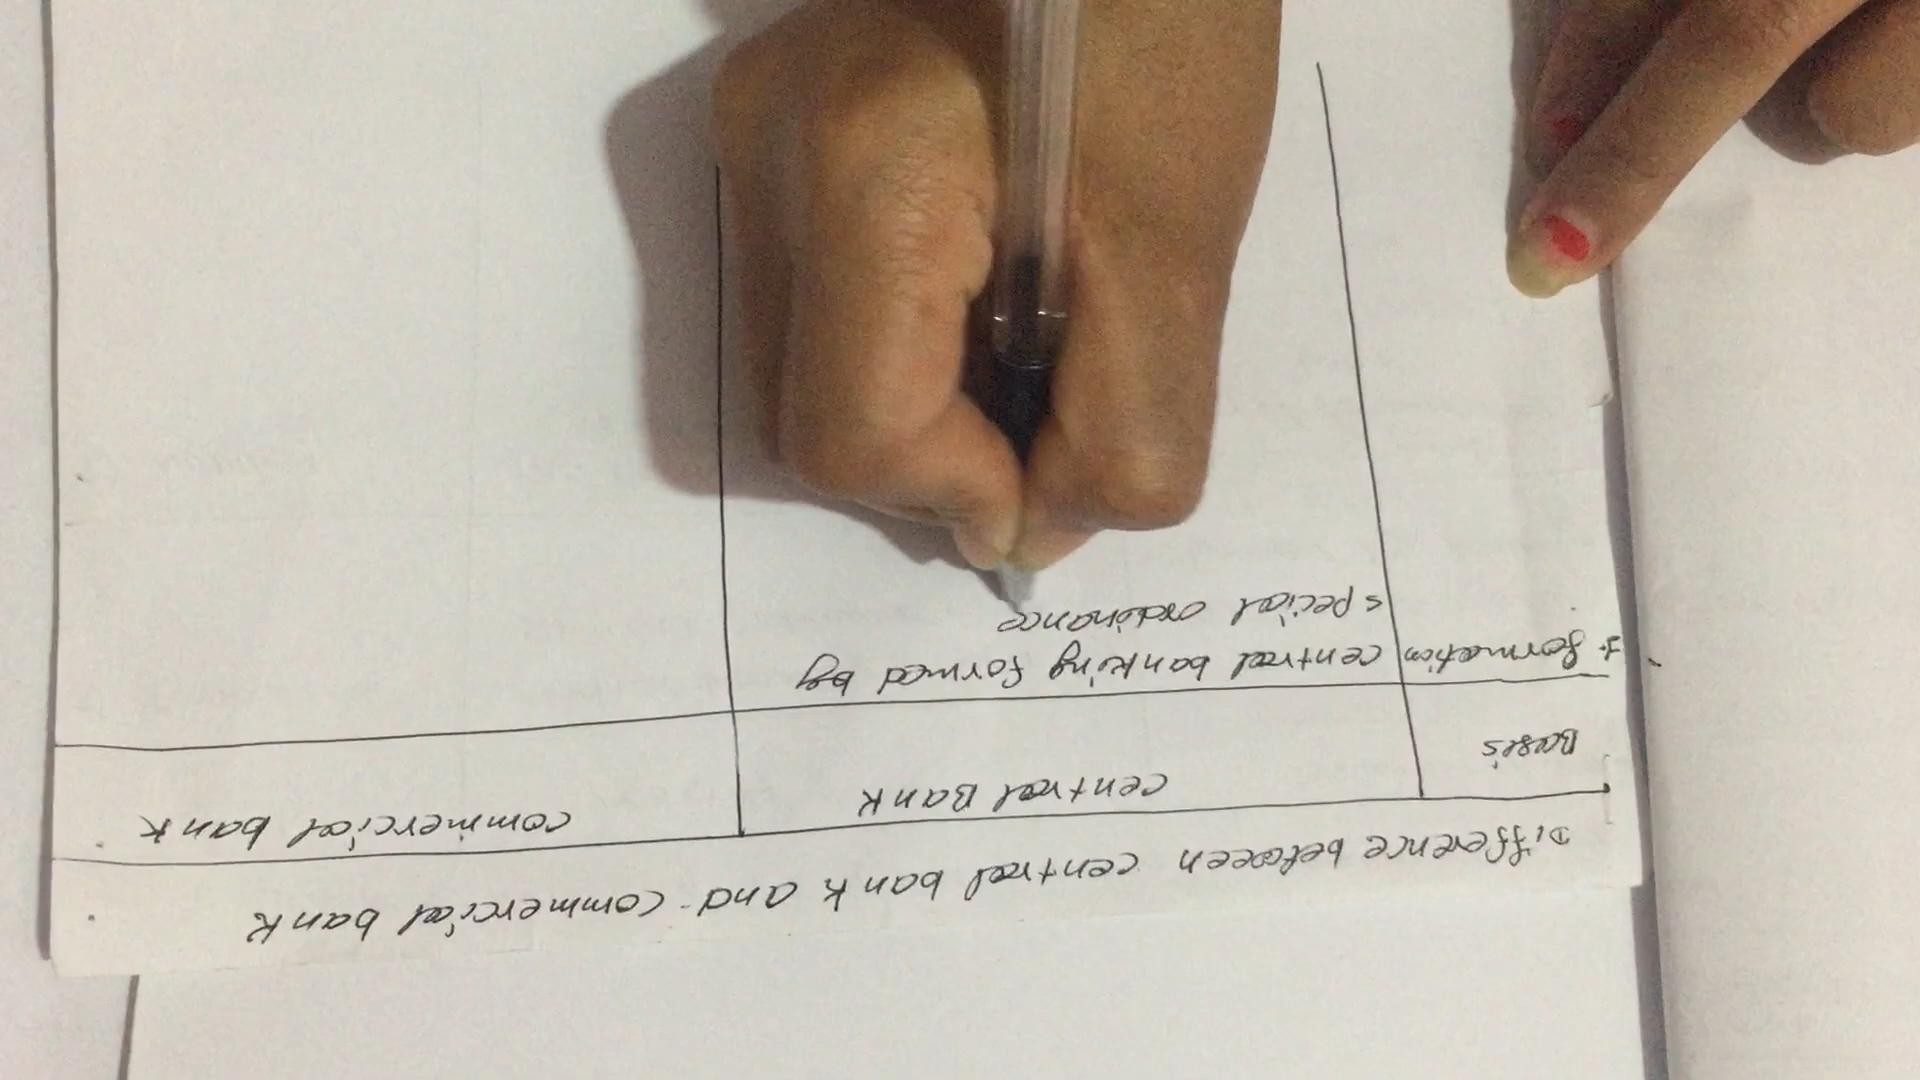 Difference between central bank and commercial bank
Bases Central Bank commercial bank
1. formation central banking formed by
special ordinance